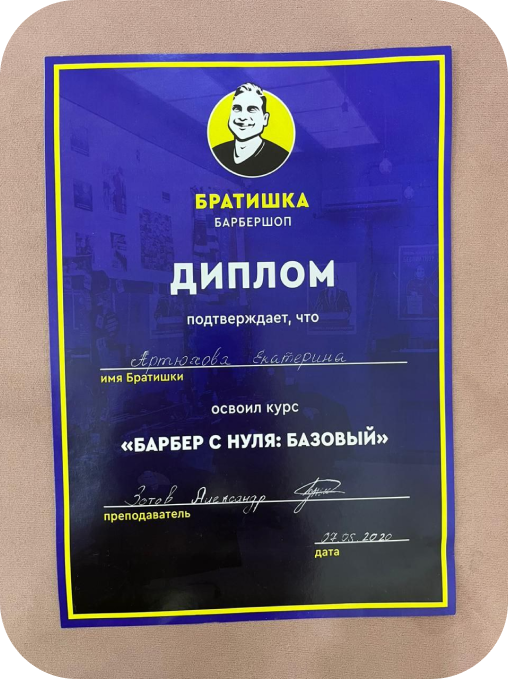 БРАТИШКА
БАРБЕРШОП
ДИПЛОМ
подтверждает, что
Артюхова Екатерина
имя Братишки
освоил курс
«БАРБЕР С НУЛЯ: БАЗОВЫЙ»
Зотов Александр
преподаватель
07.05.2020
дата